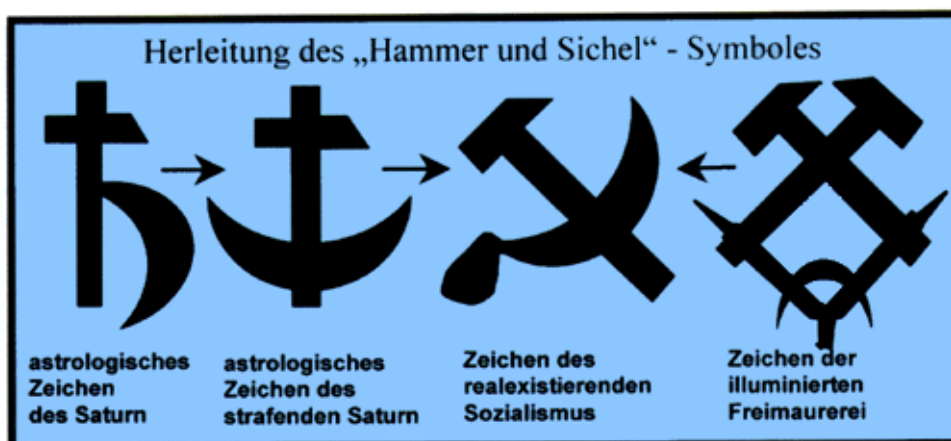 Herleitung des „Hammer und Sichel“ - Symboles
astrologisches
Zeichen
des Saturn
astrologisches
Zeichen des
strafenden Saturn
Zeichen des
realexistierenden
Sozialismus
Zeichen der
illuminierten
Freimaurerei